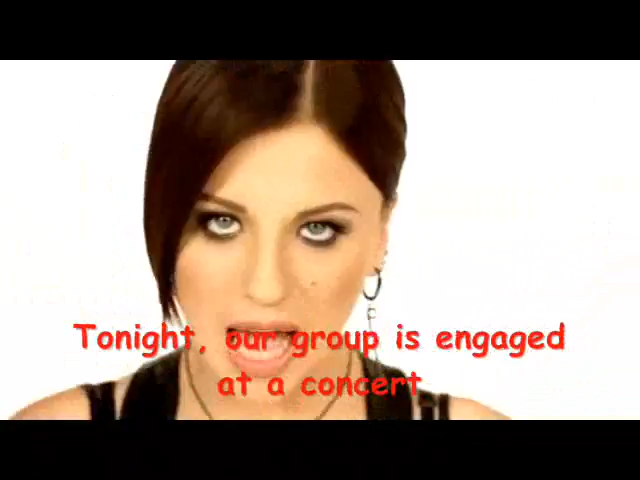 Tonight, our group is engaged
at a concert